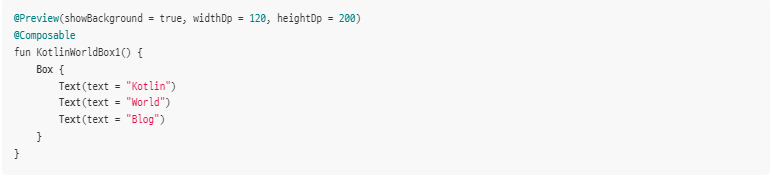 @Preview(showBackground = true, widthDp = 120, heightDp = 200)
@Composable
fun KotlinWorldBox1() {
    Box {
        Text(text = "Kotlin")
        Text(text = "World")
        Text(text = "Blog")
    }
}